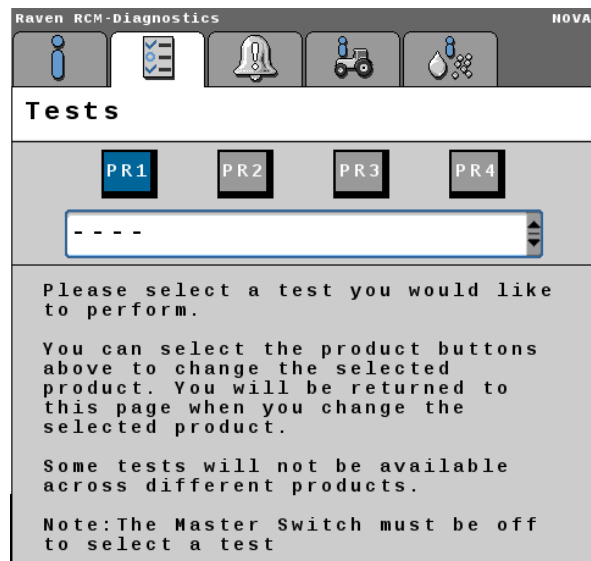 Raven RCM-Diagnostics NOVA
Tests
PR1 PR2 PR3 PR4
----
Please select a test you would like
to perform.
You can select the product buttons
above to change the selected
product. You will be returned to
this page when you change the
selected product.
Some tests will not be available
across different products.
Note:The Master Switch must be off
to select a test